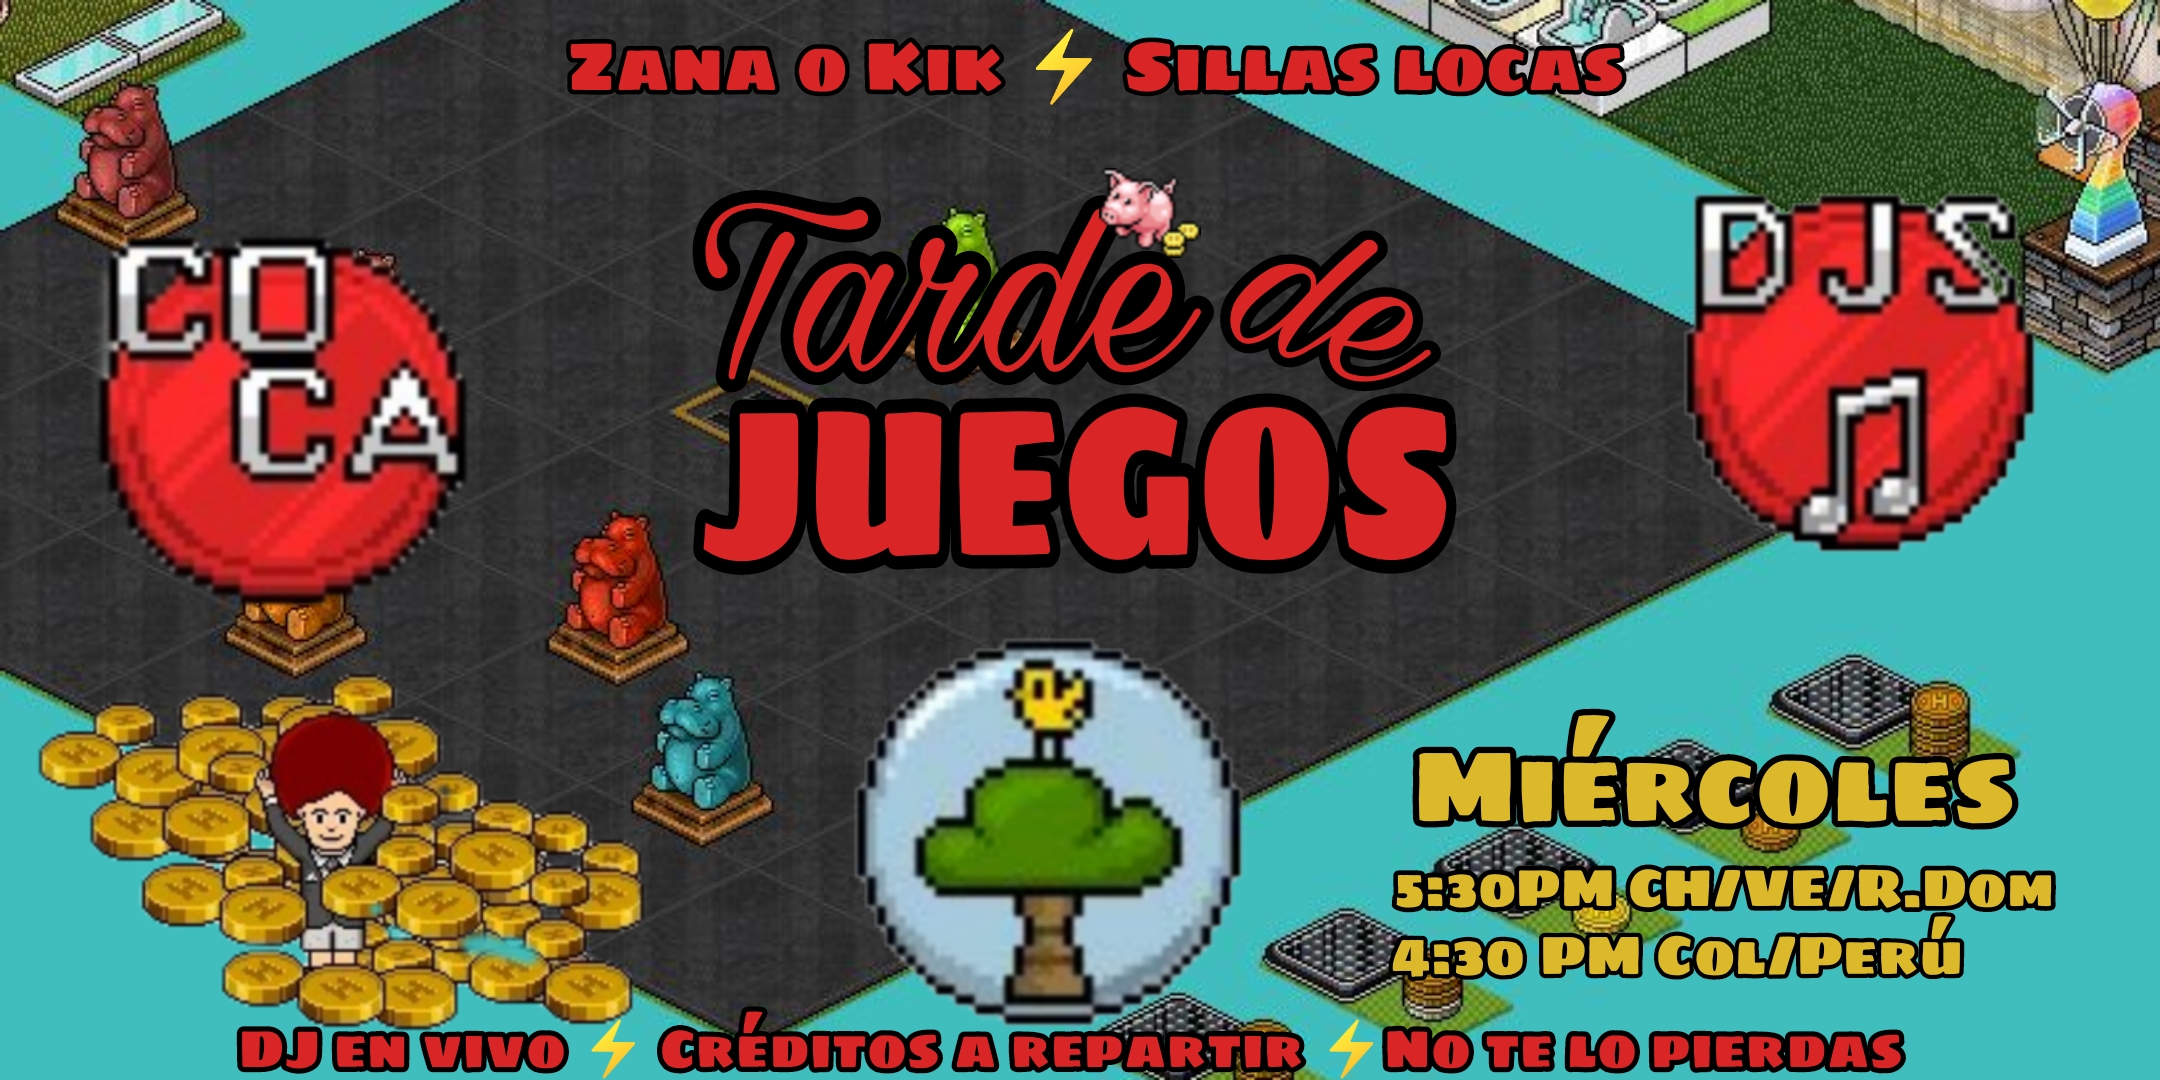 Zana o Kik ⚡ Sillas locas
CO
CA
DJS
Tarde de
JUEGOS
Miércoles
5:30PM CH/VE/R.Dom
4:30 PM Col/Perú
DJ en vivo ⚡ Créditos a repartir ⚡ No te lo pierdas